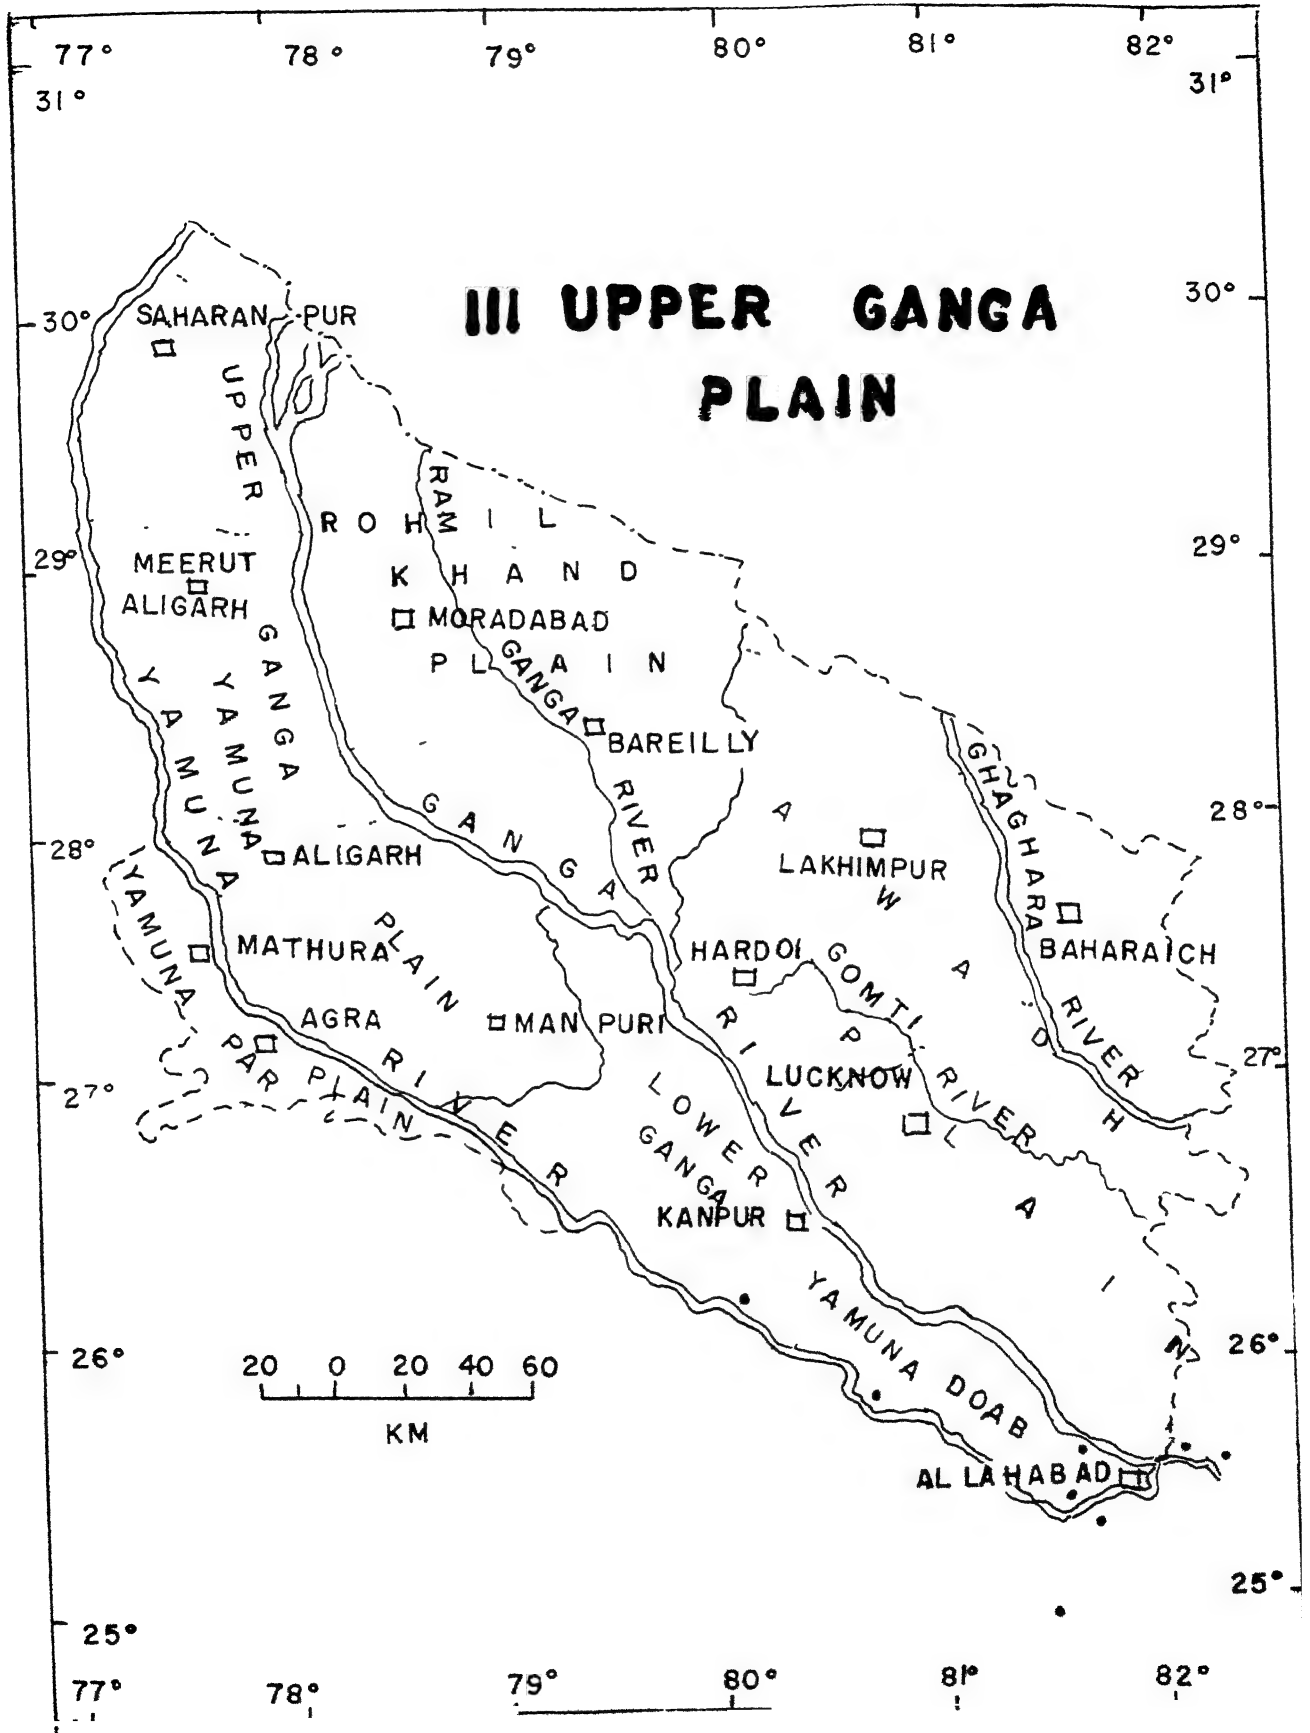 77° 78° 79° 80° 81° 82°
31° 31°
III UPPER GANGA
PLAIN
30° 30°
SAHARAN-PUR
UPPER GANGA
YAMUNA
PLAIN
ROHIL
KHAND
PLAIN
RAM
GANGA
RIVER
29° 29°
MEERUT
ALIGARH
MORADABAD
BAREILLY
YAMUNA
RIVER
GANGA
RIVER
GHAGHARA
RIVER
28° 28°
ALIGARH
LAKHIMPUR
AWADH
PLAIN
YAMUNA
PAR PLAIN
MATHURA
HARDOI
GOMTI
RIVER
BAHARAICH
AGRA
MANPURI
27° 27°
LUCKNOW
LOWER
GANGA
YAMUNA DOAB
KANPUR
26° 26°
20 0 20 40 60
KM
ALLAHABAD
25° 25°
77° 78° 79° 80° 81° 82°